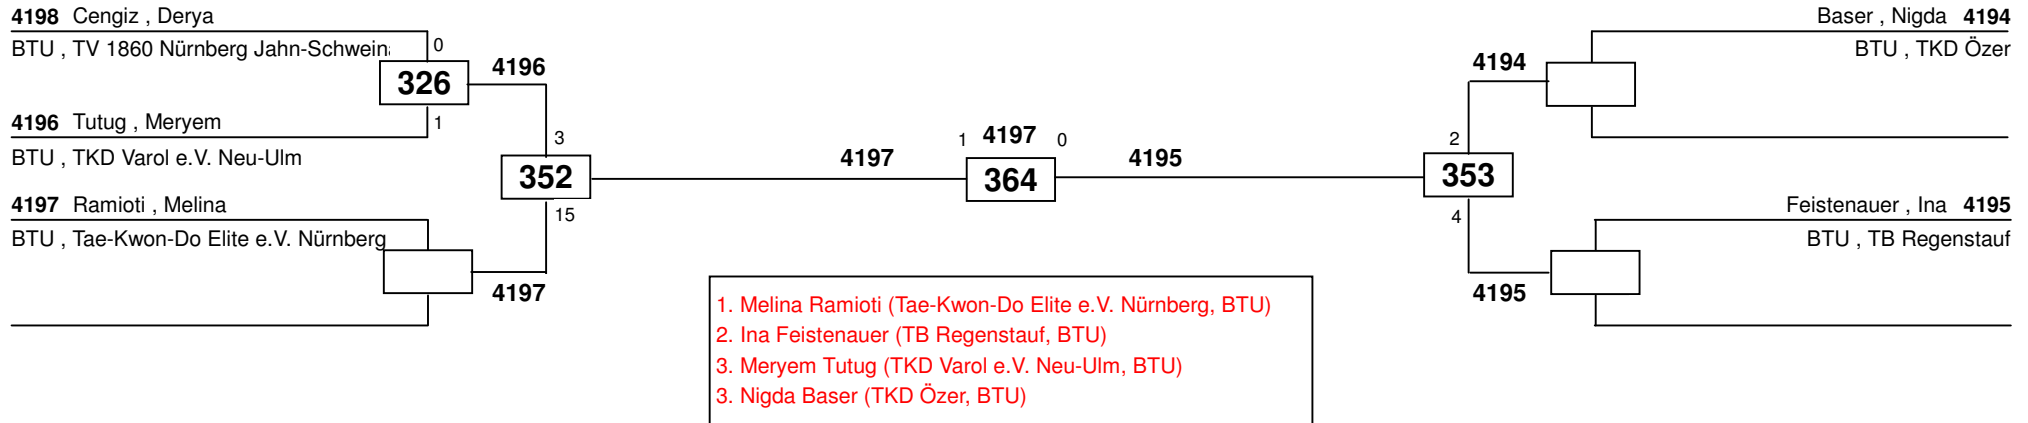 4198 Cengiz , Derya
BTU , TV 1860 Nürnberg Jahn-Schwein
0
326
4196
1
4196 Tutug , Meryem
BTU , TKD Varol e.V. Neu-Ulm
3
352
15
4197 Ramioti , Melina
BTU , Tae-Kwon-Do Elite e.V. Nürnberg
4197
4197
1 4197 0
364
4195
Baser , Nigda 4194
BTU , TKD Özer
4194
2
353
4
Feistenauer , Ina 4195
BTU , TB Regenstauf
4195
1. Melina Ramioti (Tae-Kwon-Do Elite e.V. Nürnberg, BTU)
2. Ina Feistenauer (TB Regenstauf, BTU)
3. Meryem Tutug (TKD Varol e.V. Neu-Ulm, BTU)
3. Nigda Baser (TKD Özer, BTU)